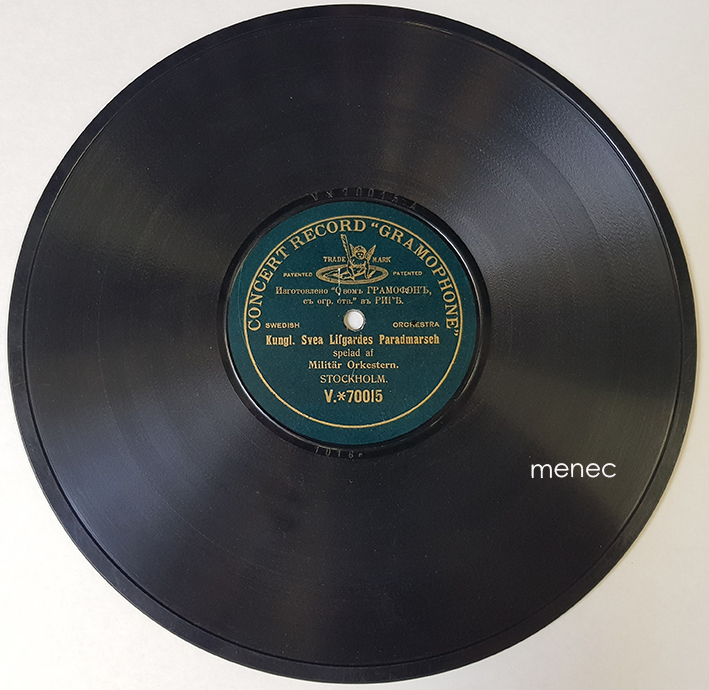 CONCERT RECORD "GRAMOPHONE"
TRADE MARK
PATENTED PATENTED
Изготовлено "О-вомъ ГРАМОФОНЪ,
съ огр. отв." въ РИГѢ.
SWEDISH ORCHESTRA
Kungl. Svea Lifgardes Paradmarsch
spelad af
Militär Orkestern.
STOCKHOLM.
V.*70015
menec